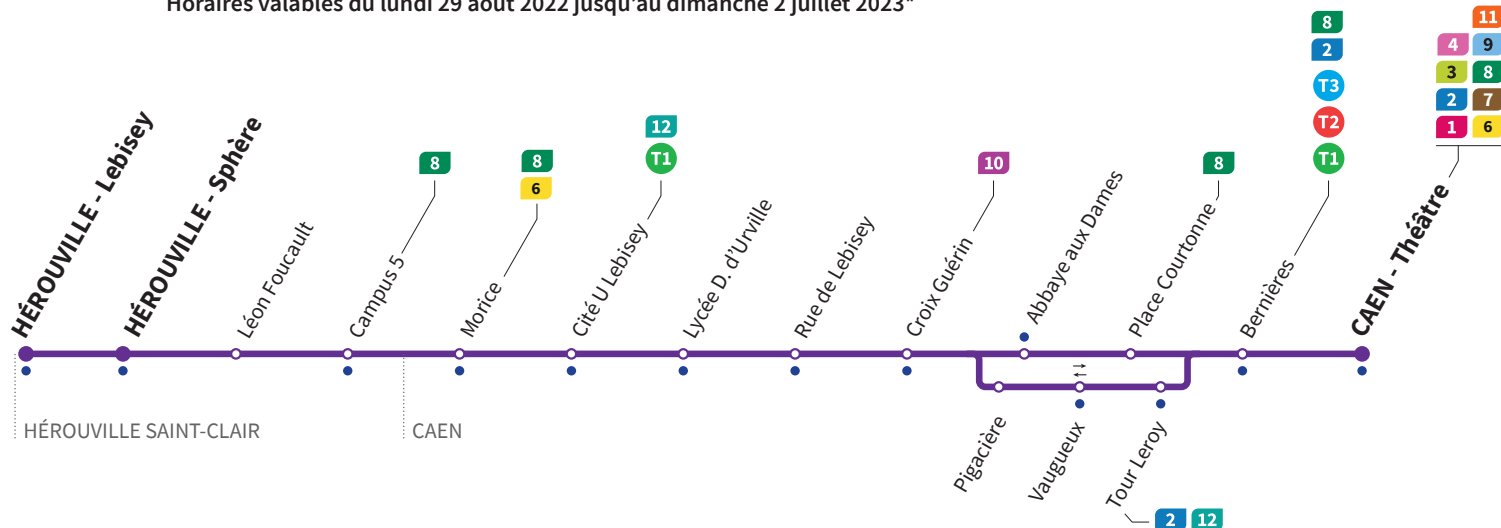 Horaires valables du lundi 29 août 2022 jusqu'au dimanche 2 juillet 2023*
HÉROUVILLE - Lebisey
HÉROUVILLE - Sphère
Léon Foucault
Campus 5
8
Morice
8
6
Cité U Lebisey
12
T1
Lycée D. d'Urville
Rue de Lebisey
Croix Guérin
10
Abbaye aux Dames
Place Courtonne
8
Bernières
8
2
T3
T2
T1
CAEN - Théâtre
11
4 9
3 8
2 7
1 6
Pigacière
Vaugueux
Tour Leroy
2 12
HÉROUVILLE SAINT-CLAIR
CAEN